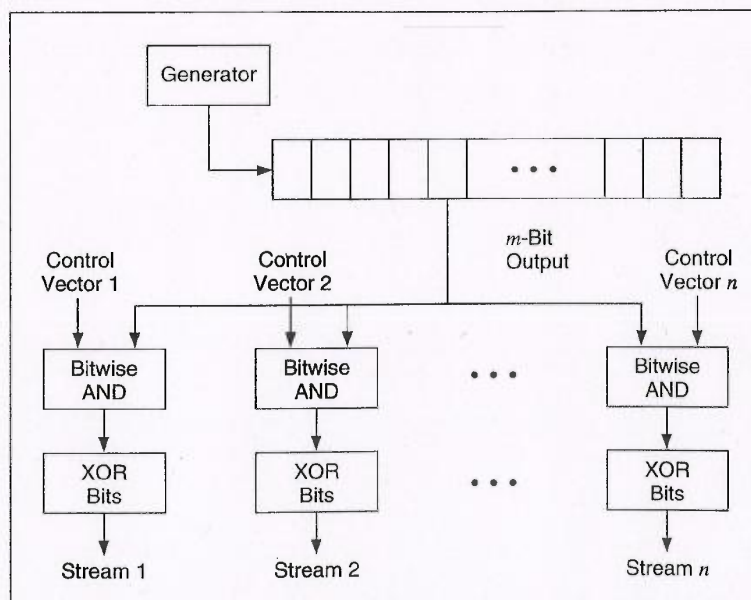 Generator
• • •
m-Bit
Output
Control
Vector 1
Control
Vector 2
Control
Vector n
Bitwise
AND
Bitwise
AND
• • •
Bitwise
AND
XOR
Bits
XOR
Bits
• • •
XOR
Bits
Stream 1
Stream 2
Stream n